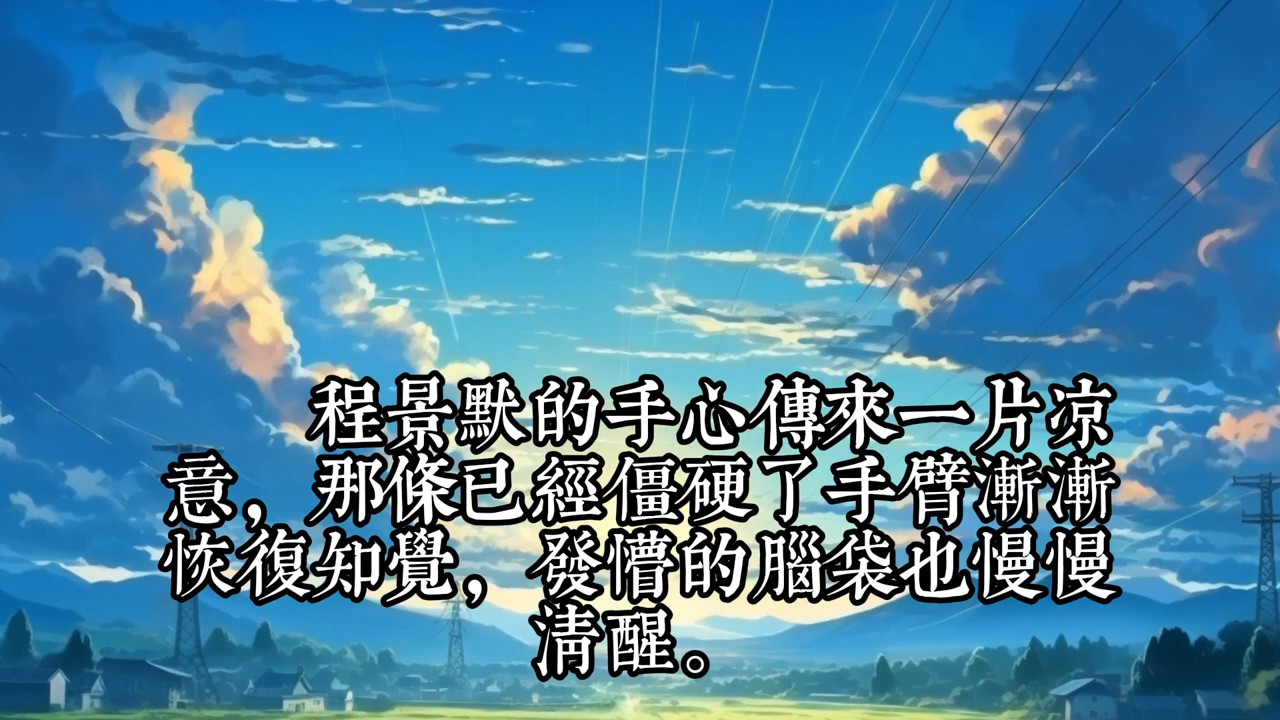 程景默的手心傳來一片凉
意，那條已經僵硬了手臂漸漸
恢復知覺，發懵的腦袋也慢慢
清醒。